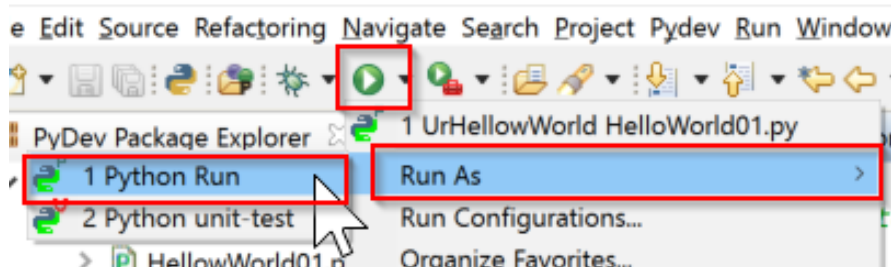 e Edit Source Refactoring Navigate Search Project Pydev Run Window
PyDev Package Explorer
1 UrHellowWorld HelloWorld01.py
1 Python Run
Run As
2 Python unit-test
Run Configurations...
HellowWorld01.p
Organize Favorites...